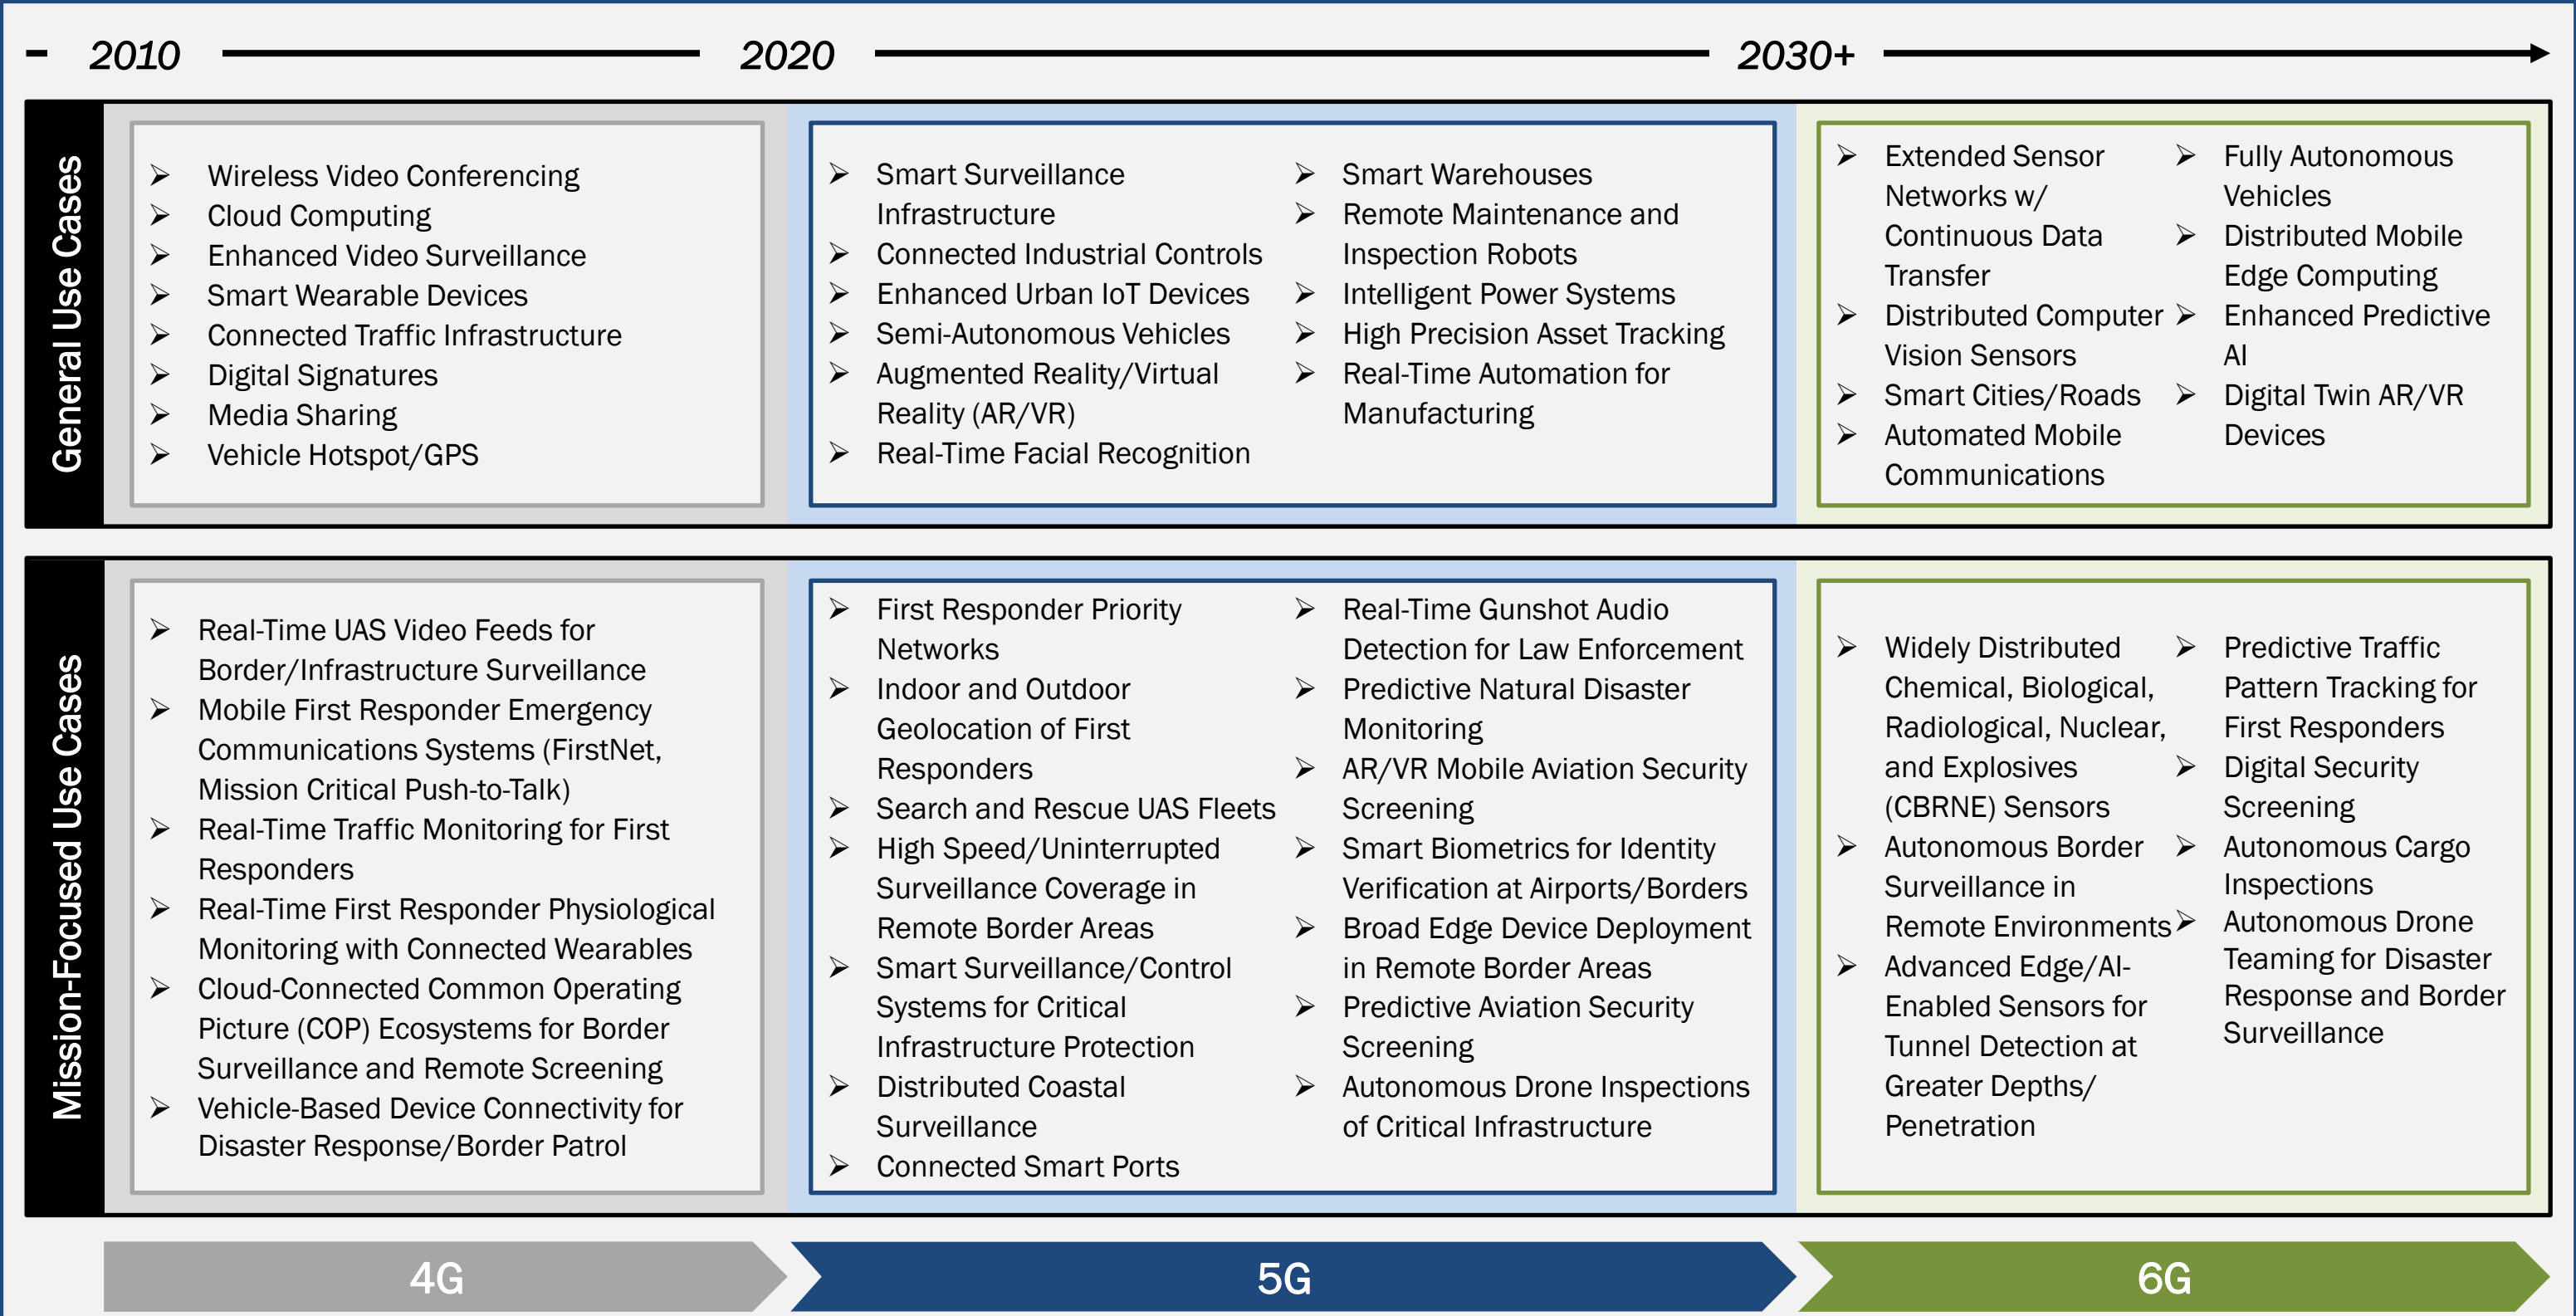 2010
2020
2030+
General Use Cases
➢ Wireless Video Conferencing
➢ Cloud Computing
➢ Enhanced Video Surveillance
➢ Smart Wearable Devices
➢ Connected Traffic Infrastructure
➢ Digital Signatures
➢ Media Sharing
➢ Vehicle Hotspot/GPS
➢ Smart Surveillance
Infrastructure
➢ Connected Industrial Controls
➢ Enhanced Urban IoT Devices
➢ Semi-Autonomous Vehicles
➢ Augmented Reality/Virtual
Reality (AR/VR)
➢ Real-Time Facial Recognition
➢ Smart Warehouses
➢ Remote Maintenance and
Inspection Robots
➢ Intelligent Power Systems
➢ High Precision Asset Tracking
➢ Real-Time Automation for
Manufacturing
➢ Extended Sensor
Networks w/
Continuous Data
Transfer
➢ Distributed Computer
Vision Sensors
➢ Smart Cities/Roads
➢ Automated Mobile
Communications
➢ Fully Autonomous
Vehicles
➢ Distributed Mobile
Edge Computing
➢ Enhanced Predictive
AI
➢ Digital Twin AR/VR
Devices
Mission-Focused Use Cases
➢ Real-Time UAS Video Feeds for
Border/Infrastructure Surveillance
➢ Mobile First Responder Emergency
Communications Systems (FirstNet,
Mission Critical Push-to-Talk)
➢ Real-Time Traffic Monitoring for First
Responders
➢ Real-Time First Responder Physiological
Monitoring with Connected Wearables
➢ Cloud-Connected Common Operating
Picture (COP) Ecosystems for Border
Surveillance and Remote Screening
➢ Vehicle-Based Device Connectivity for
Disaster Response/Border Patrol
➢ First Responder Priority
Networks
➢ Indoor and Outdoor
Geolocation of First
Responders
➢ Search and Rescue UAS Fleets
➢ High Speed/Uninterrupted
Surveillance Coverage in
Remote Border Areas
➢ Smart Surveillance/Control
Systems for Critical
Infrastructure Protection
➢ Distributed Coastal
Surveillance
➢ Connected Smart Ports
➢ Real-Time Gunshot Audio
Detection for Law Enforcement
➢ Predictive Natural Disaster
Monitoring
➢ AR/VR Mobile Aviation Security
Screening
➢ Smart Biometrics for Identity
Verification at Airports/Borders
➢ Broad Edge Device Deployment
in Remote Border Areas
➢ Predictive Aviation Security
Screening
➢ Autonomous Drone Inspections
of Critical Infrastructure
➢ Widely Distributed
Chemical, Biological,
Radiological, Nuclear,
and Explosives
(CBRNE) Sensors
➢ Autonomous Border
Surveillance in
Remote Environments
➢ Advanced Edge/AI-
Enabled Sensors for
Tunnel Detection at
Greater Depths/
Penetration
➢ Predictive Traffic
Pattern Tracking for
First Responders
➢ Digital Security
Screening
➢ Autonomous Cargo
Inspections
➢ Autonomous Drone
Teaming for Disaster
Response and Border
Surveillance
4G
5G
6G